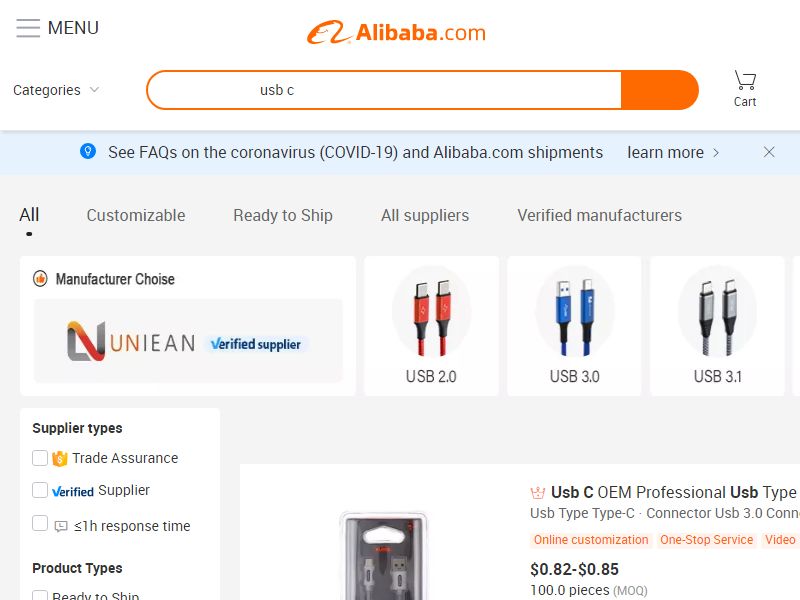 MENU
Alibaba.com
Categories
usb c
Cart
See FAQs on the coronavirus (COVID-19) and Alibaba.com shipments learn more
All Customizable Ready to Ship All suppliers Verified manufacturers
Manufacturer Choise
UNIEAN Verified supplier
USB 2.0
USB 3.0
USB 3.1
Supplier types
Trade Assurance
Verified Supplier
≤1h response time
Product Types
Ready to Ship
Usb C OEM Professional Usb Type
Usb Type Type-C · Connector Usb 3.0 Conne
Online customization One-Stop Service Video
$0.82-$0.85
100.0 pieces (MOQ)